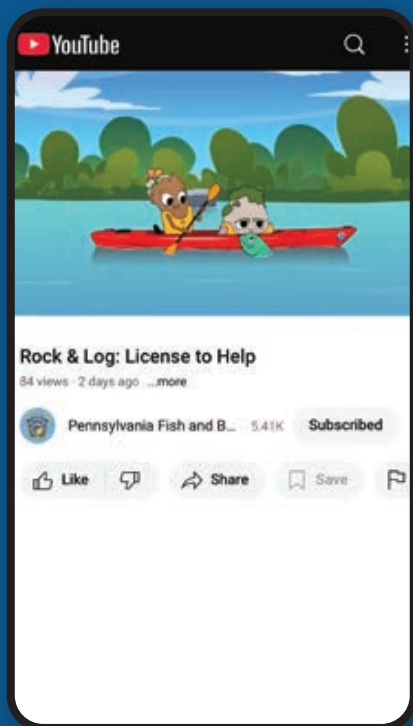 YouTube
Rock & Log: License to Help
84 views · 2 days ago ...more
Pennsylvania Fish and B... 5.41K Subscribed
Like Share Save